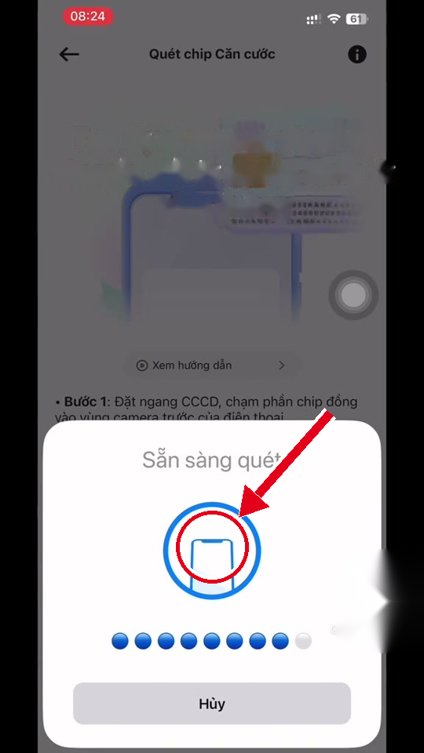 08:24
61
Quét chip Căn cước
Xem hướng dẫn
• Bước 1: Đặt ngang CCCD, chạm phần chip đồng
vào vùng camera trước của điện thoại
Sẵn sàng quét
Hủy